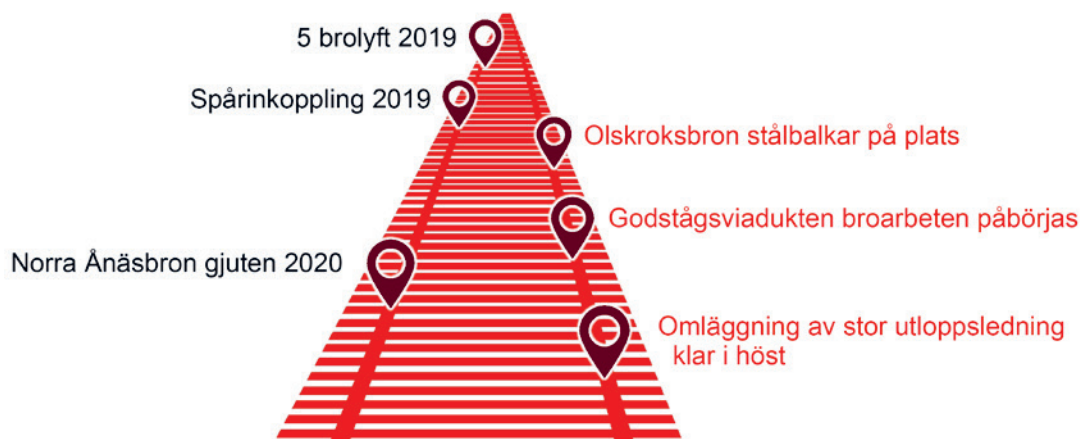 5 brolyft 2019
Spårinkoppling 2019
Olskroksbron stålbalkar på plats
Godstågsviadukten broarbeten påbörjas
Norra Ånäsbron gjuten 2020
Omläggning av stor utloppsledning
klar i höst